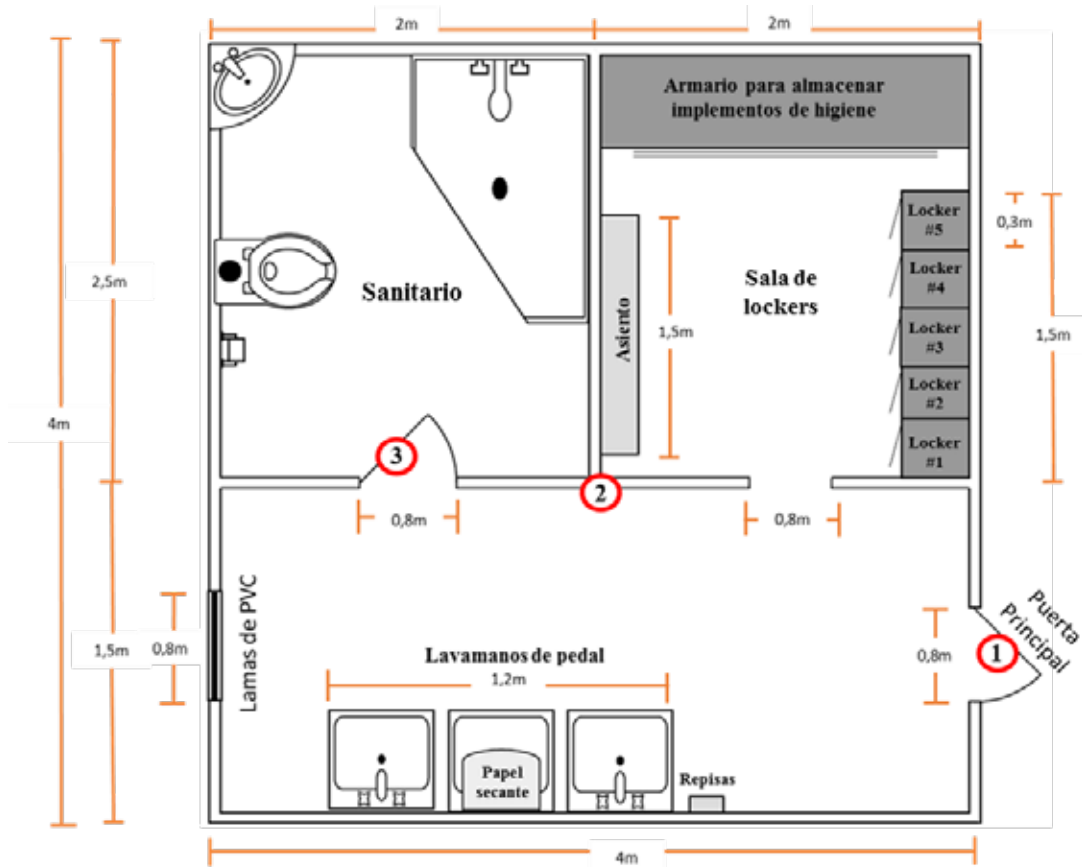 2m
2m
Armario para almacenar
implementos de higiene
Locker
#5
0,3m
Locker
#4
Sanitario
Sala de
lockers
2,5m
Asiento
1,5m
Locker
#3
1,5m
Locker
#2
4m
Locker
#1
3
2
0,8m
0,8m
Lamas de PVC
Puerta
Principal
1
1,5m
0,8m
0,8m
Lavamanos de pedal
1,2m
Papel
secante
Repisas
4m